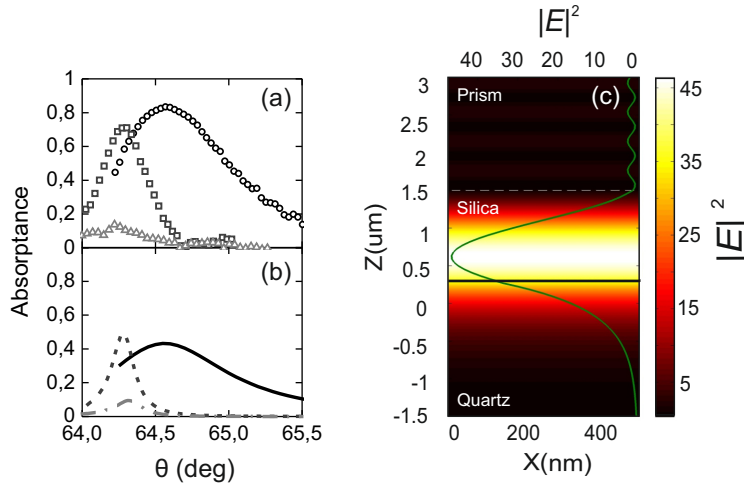 |E|²
40 30 20 10 0
(a)
1
0.8
0,6
0,4
0,2
0
(b)
0,8
0,6
0,4
0,2
0
64,0 64,5 65,0 65,5
θ (deg)
Absorptance
(c)
Prism
Silica
Quartz
3
2.5
2
1.5
1
0.5
0
-0.5
-1
-1.5
Z(um)
0 200 400
X(nm)
45
35
25
15
5
|E|²